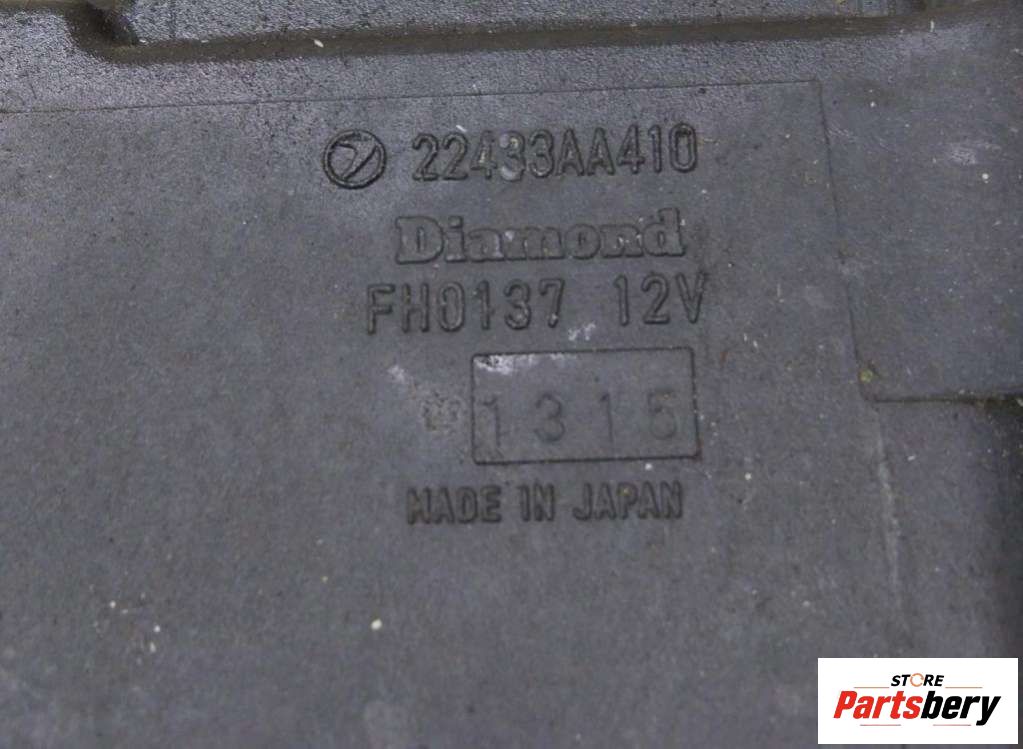 22433AA410
Diamond
FH0137 12V
1315
MADE IN JAPAN
STORE
Partsbery